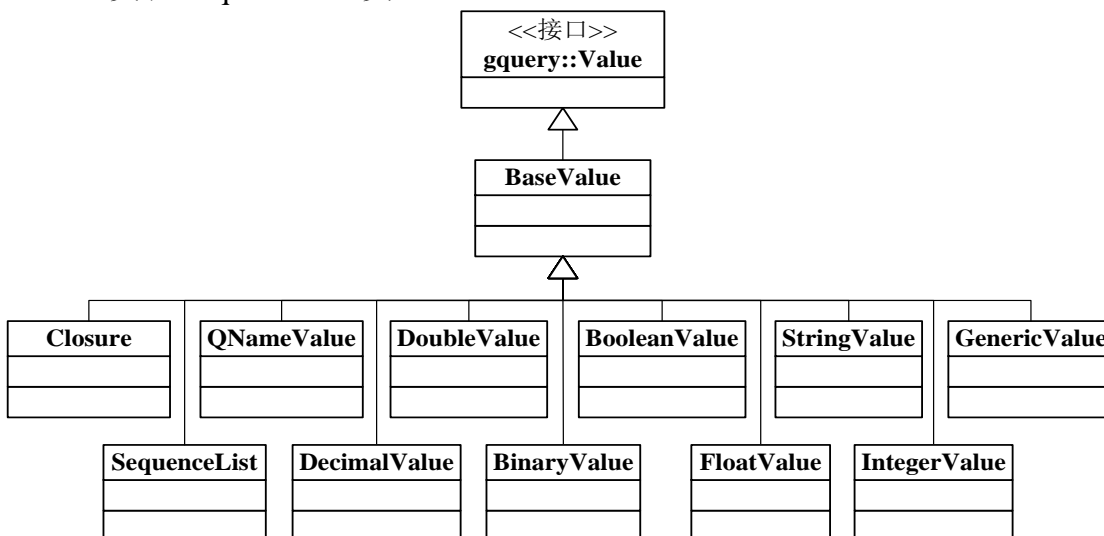 <<接口>>
gquery::Value
BaseValue
Closure
QNameValue
DoubleValue
BooleanValue
StringValue
GenericValue
SequenceList
DecimalValue
BinaryValue
FloatValue
IntegerValue